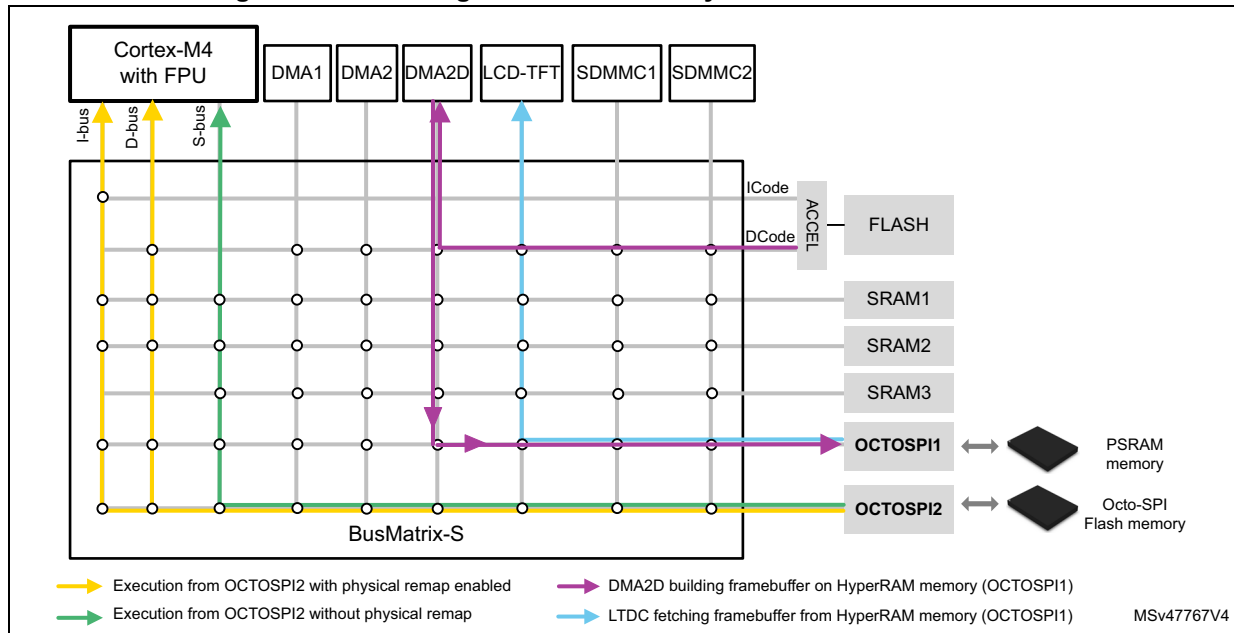 Cortex-M4
with FPU
DMA1
DMA2
DMA2D
LCD-TFT
SDMMC1
SDMMC2
I-bus
D-bus
S-bus
ICode
DCode
ACCEL
FLASH
SRAM1
SRAM2
SRAM3
OCTOSPI1
PSRAM
memory
OCTOSPI2
Octo-SPI
Flash memory
BusMatrix-S
Execution from OCTOSPI2 with physical remap enabled
DMA2D building framebuffer on HyperRAM memory (OCTOSPI1)
Execution from OCTOSPI2 without physical remap
LTDC fetching framebuffer from HyperRAM memory (OCTOSPI1)
MSv47767V4